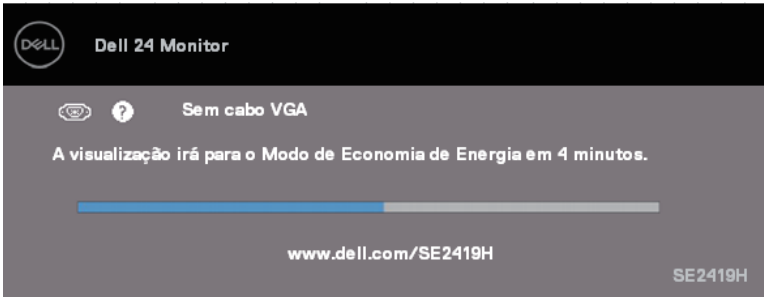 DELL
Dell 24 Monitor
? Sem cabo VGA
A visualização irá para o Modo de Economia de Energia em 4 minutos.
www.dell.com/SE2419H
SE2419H